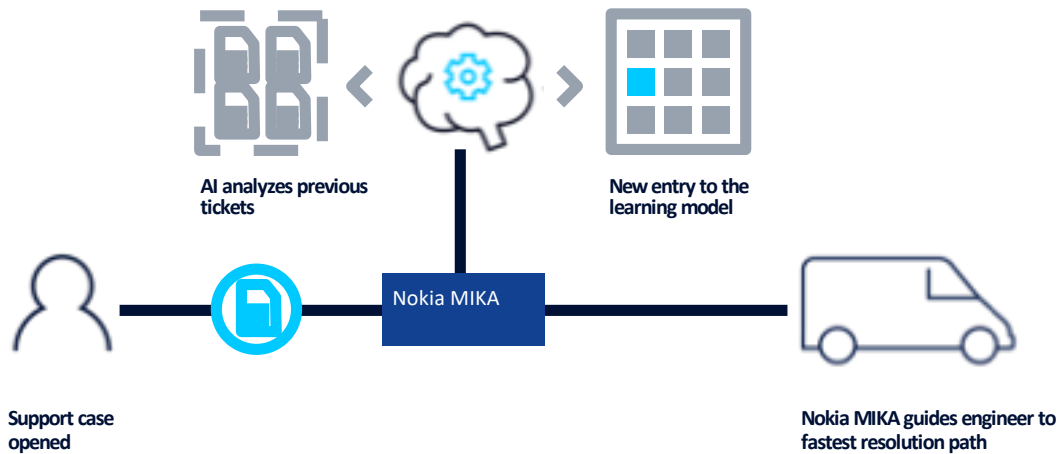 AI analyzes previous
tickets
New entry to the
learning model
Nokia MIKA
Support case
opened
Nokia MIKA guides engineer to
fastest resolution path